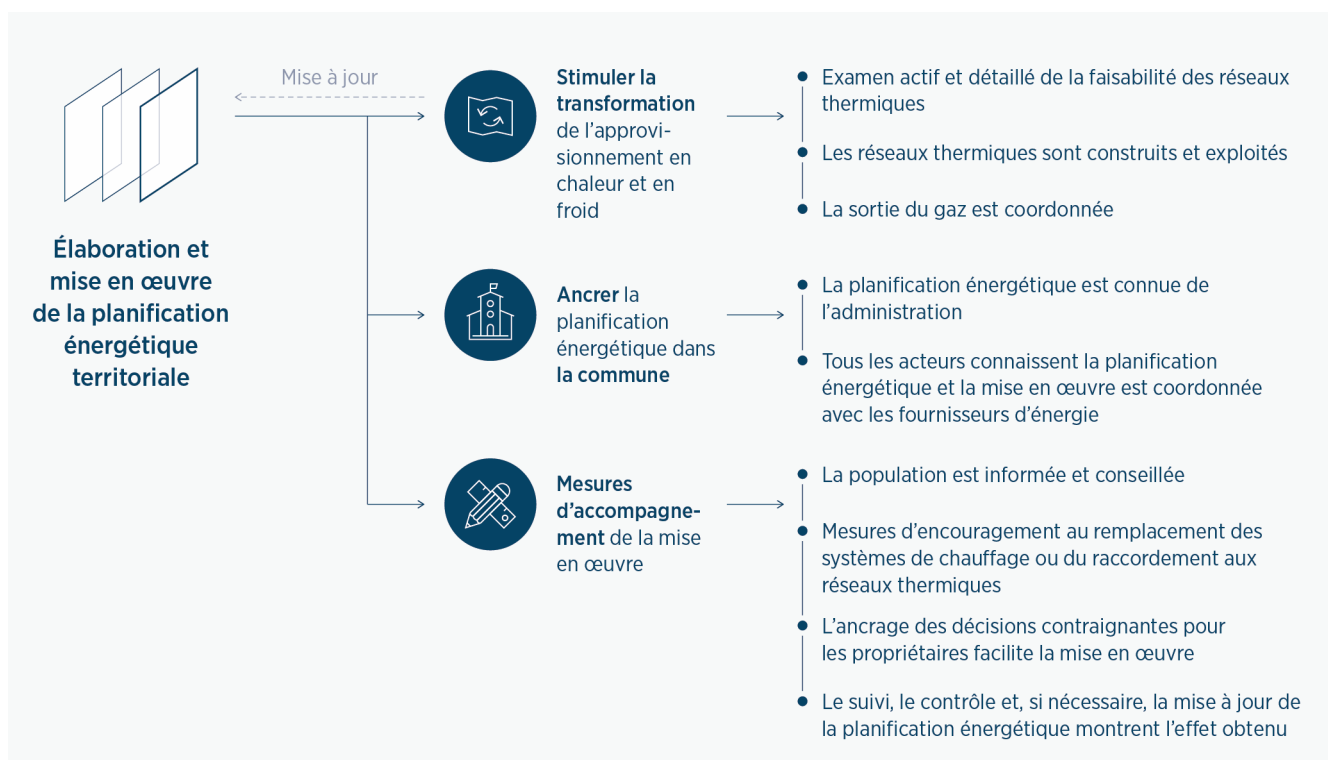 Mise à jour
Élaboration et
mise en œuvre
de la planification
énergétique
territoriale
Stimuler la
transformation
de l’approvi-
sionnement en
chaleur et en
froid
Examen actif et détaillé de la faisabilité des réseaux
thermiques
Les réseaux thermiques sont construits et exploités
La sortie du gaz est coordonnée
Ancrer la
planification
énergétique dans
la commune
La planification énergétique est connue de
l’administration
Tous les acteurs connaissent la planification
énergétique et la mise en œuvre est coordonnée
avec les fournisseurs d’énergie
Mesures
d’accompagne-
ment de la mise
en œuvre
La population est informée et conseillée
Mesures d’encouragement au remplacement des
systèmes de chauffage ou du raccordement aux
réseaux thermiques
L’ancrage des décisions contraignantes pour
les propriétaires facilite la mise en œuvre
Le suivi, le contrôle et, si nécessaire, la mise à jour de
la planification énergétique montrent l’effet obtenu